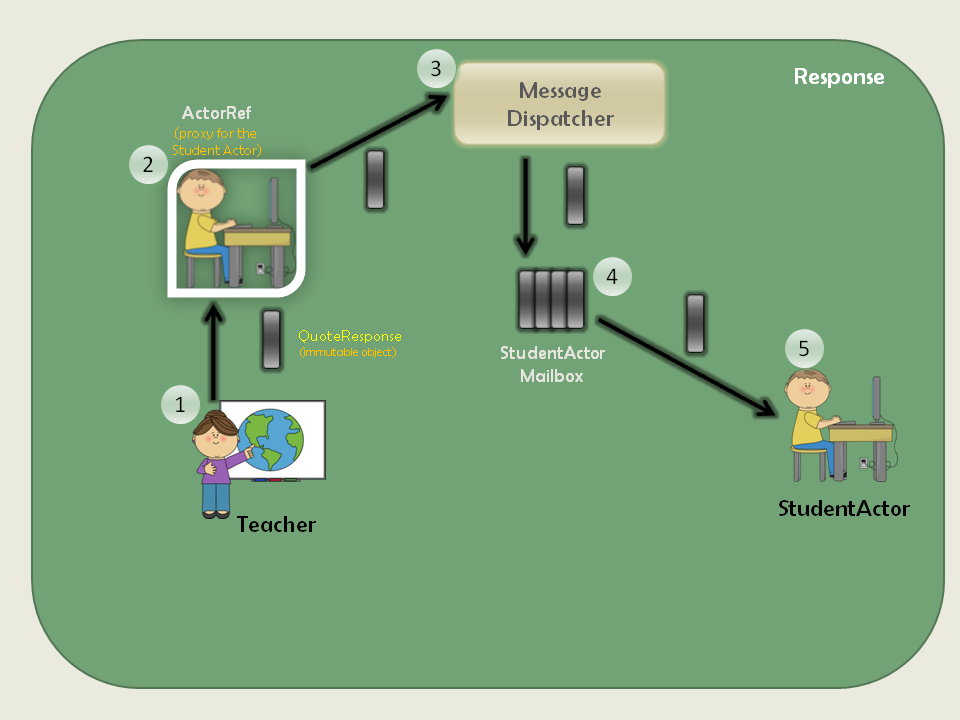 Response
3
Message
Dispatcher
ActorRef
(proxy for the
Student Actor)
2
4
QuoteResponse
(immutable object)
StudentActor
Mailbox
5
1
Teacher
StudentActor